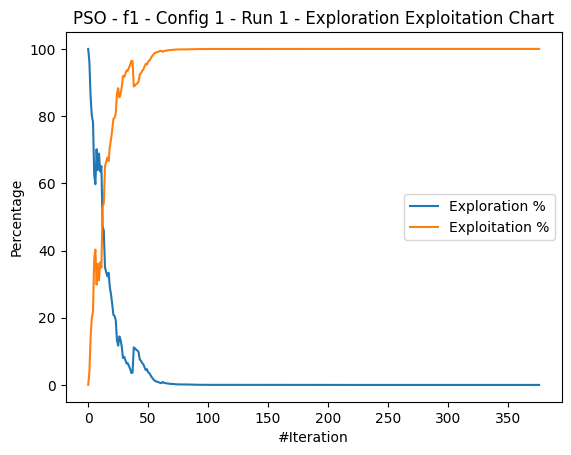 PSO - f1 - Config 1 - Run 1 - Exploration Exploitation Chart
Percentage
100
80
60
40
20
0
Exploration %
Exploitation %
0 50 100 150 200 250 300 350
#Iteration